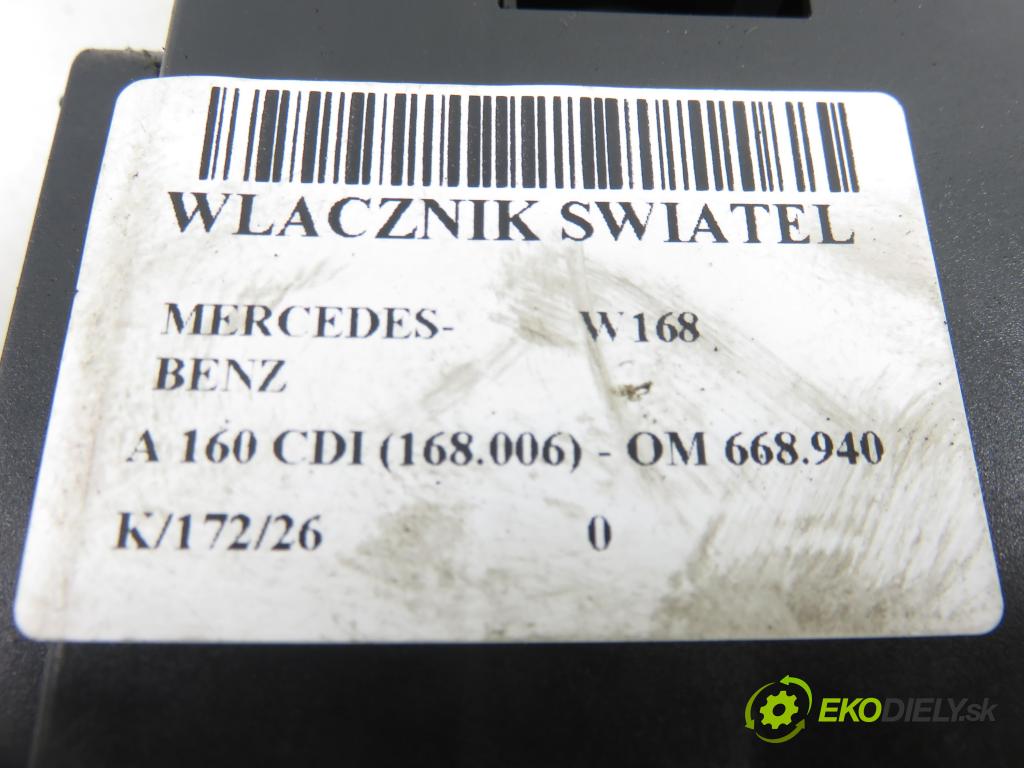 WLACZNIK SWIATEL
MERCEDES-BENZ W168
A 160 CDI (168.006) - OM 668.940
K/172/26 0
EKODIELY.sk